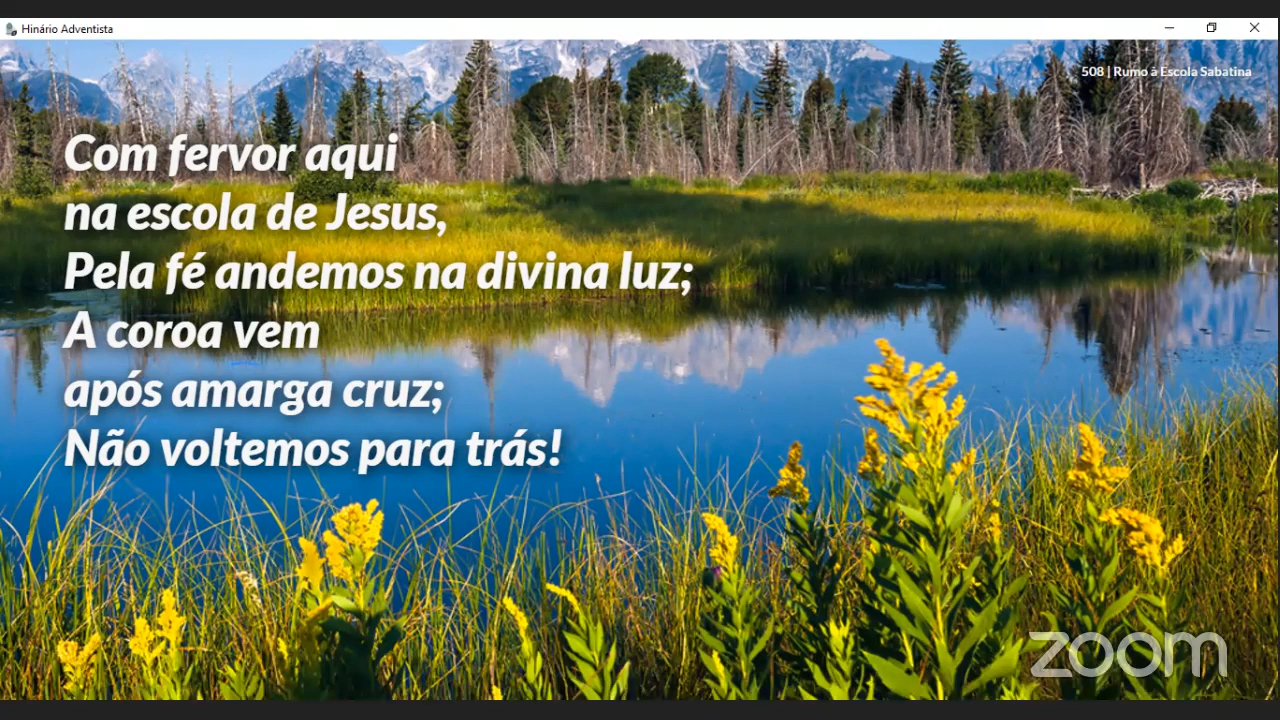 Hinário Adventista
508 | Rumo à Escola Sabatina
Com fervor aqui
na escola de Jesus,
Pela fé andemos na divina luz;
A coroa vem
após amarga cruz;
Não voltemos para trás!
zoom